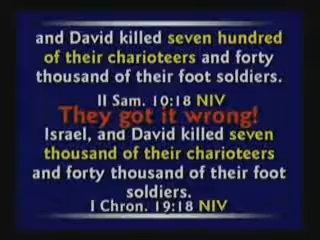 and David killed seven hundred
of their charioteers and forty
thousand of their foot soldiers.
II Sam. 10:18 NIV
They got it wrong!
Israel, and David killed seven
thousand of their charioteers
and forty thousand of their foot
soldiers.
I Chron. 19:18 NIV